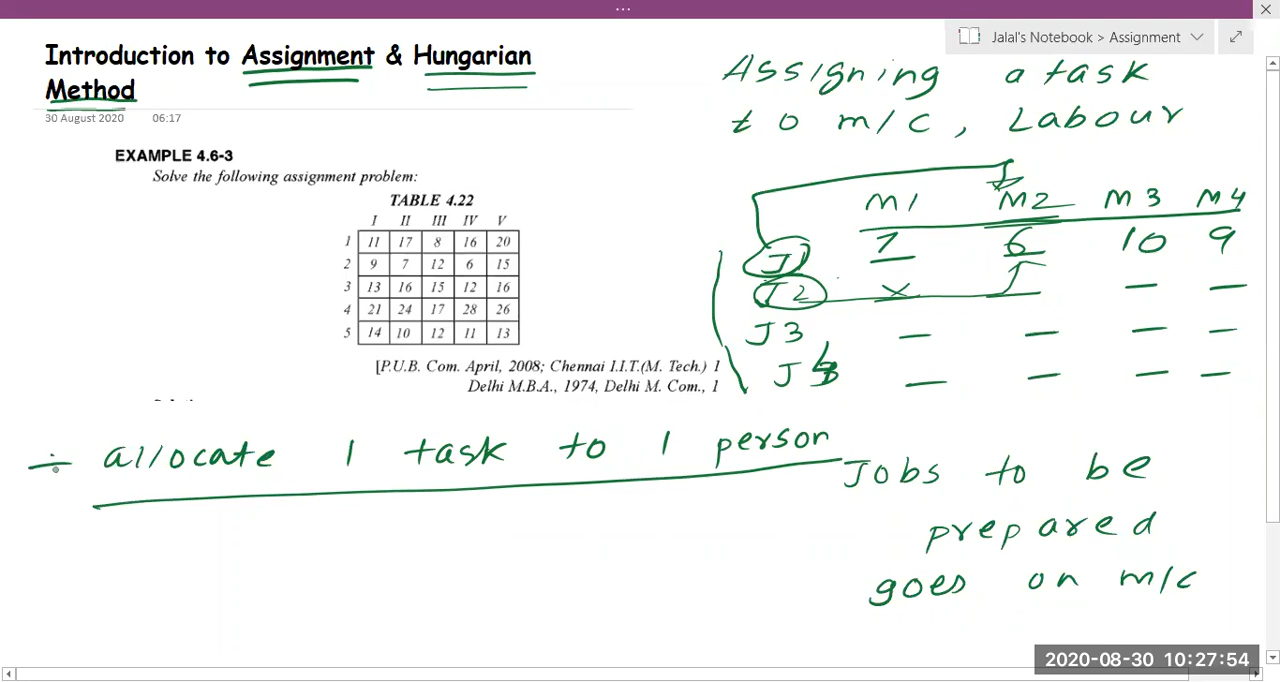 Jalal's Notebook > Assignment
Introduction to Assignment & Hungarian
Method
30 August 2020 06:17
EXAMPLE 4.6-3
Solve the following assignment problem:
TABLE 4.22
I II III IV V
1 11 17 8 16 20
2 9 7 12 6 15
3 13 16 15 12 16
4 21 24 17 28 26
5 14 10 12 11 13
[P.U.B. Com. April, 2008; Chennai I.I.T.(M. Tech.) 1
Delhi M.B.A., 1974, Delhi M. Com., 1
Assigning a task
to m/c, Labour
M1 M2 M3 M4
J1 7 6 10 9
J2 x — — —
J3 — — — —
J4 — — — —
÷ allocate 1 task to 1 person
Jobs to be
prepared
goes on m/c
2020-08-30 10:27:54